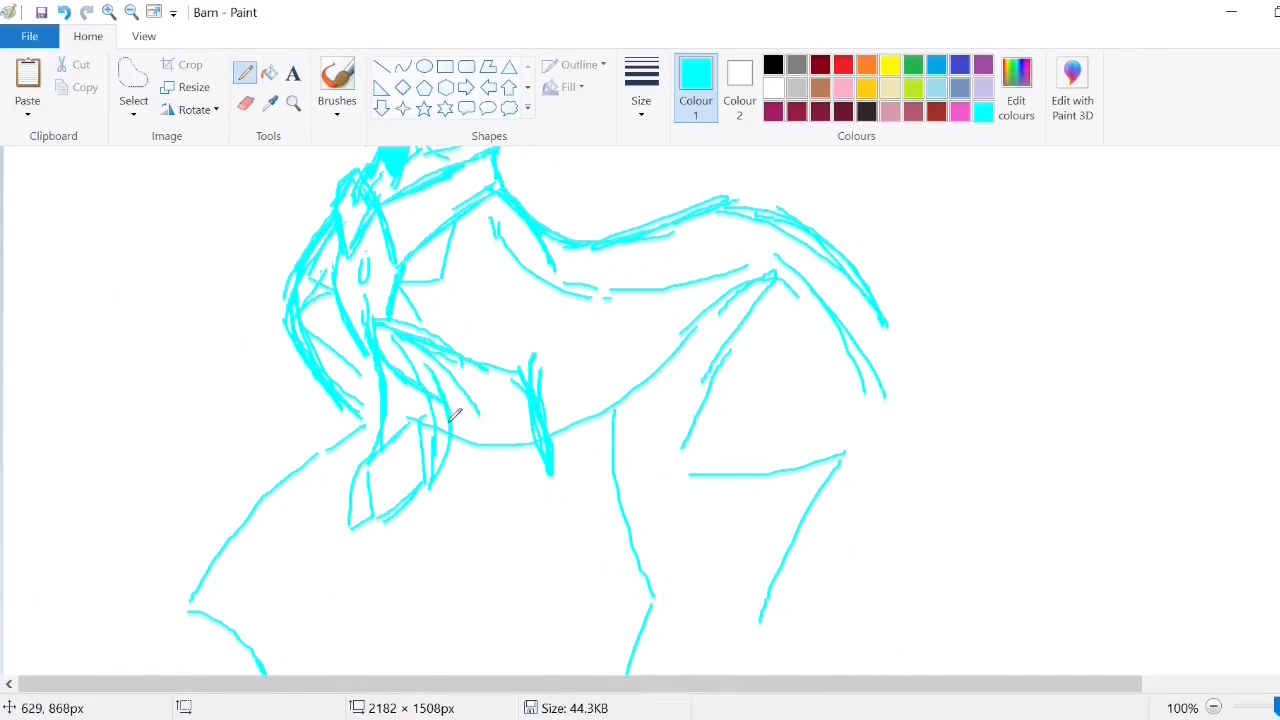 Bam - Paint
File Home View
Paste
Cut
Copy
Clipboard
Select
Crop
Resize
Rotate
Image
A
Tools
Brushes
Shapes
Outline
Fill
Size
Colour
1
Colour
2
Edit
colours
Colours
Edit with
Paint 3D
629, 868px
2182 × 1508px
Size: 44.3KB
100%